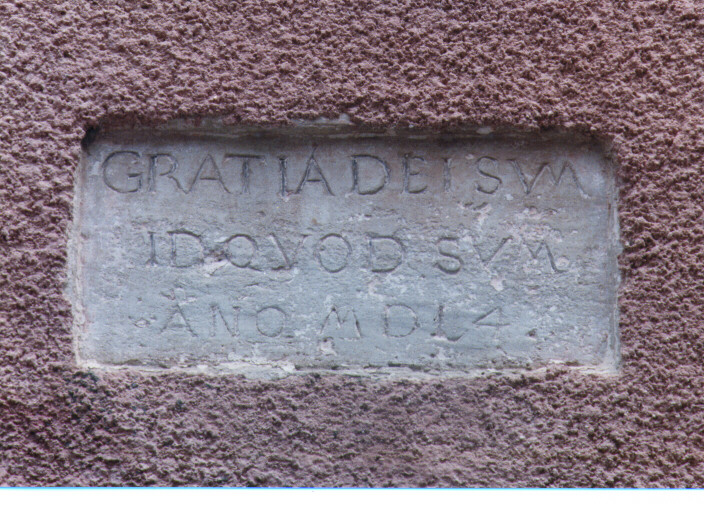 GRATIA DEI SVM
ID QVOD SVM
ANO MDL4